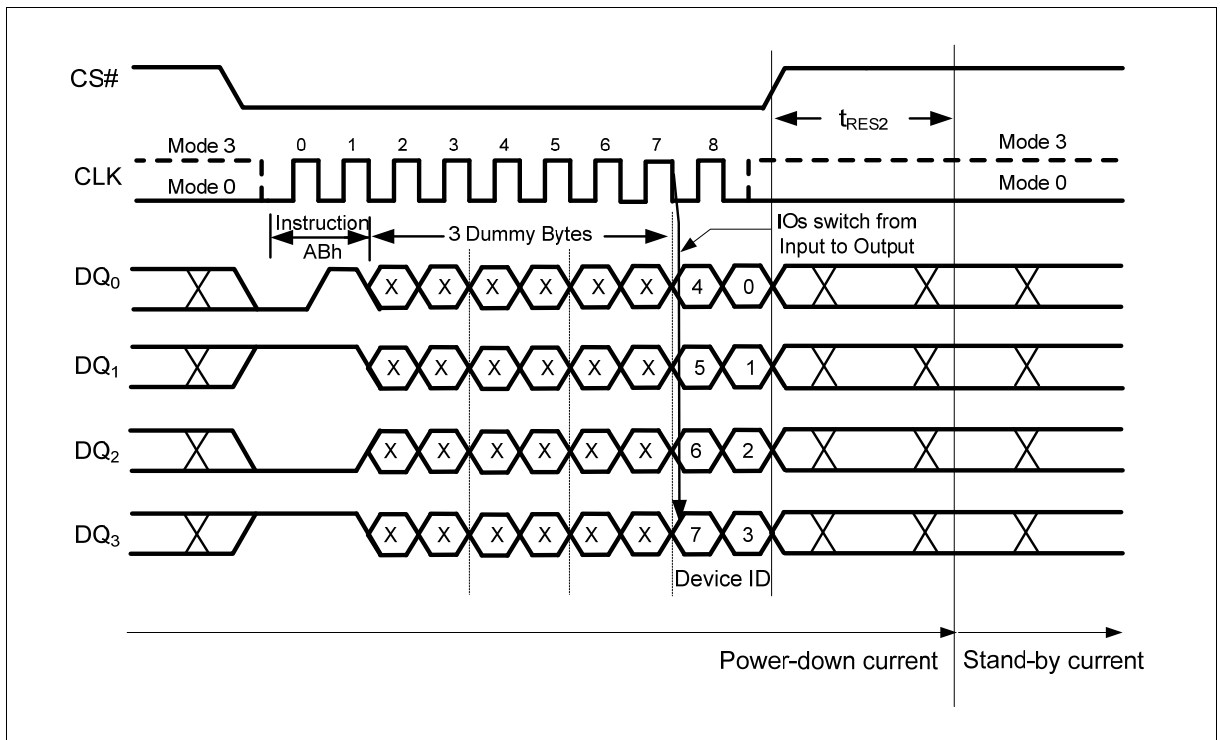 CS#
tRES2
Mode 3 0 1 2 3 4 5 6 7 8 Mode 3
CLK
Mode 0 Mode 0
Instruction
ABh
3 Dummy Bytes
IOs switch from
Input to Output
DQ0 X X X X X X 4 0
DQ1 X X X X X X 5 1
DQ2 X X X X X X 6 2
DQ3 X X X X X X 7 3
Device ID
Power-down current Stand-by current